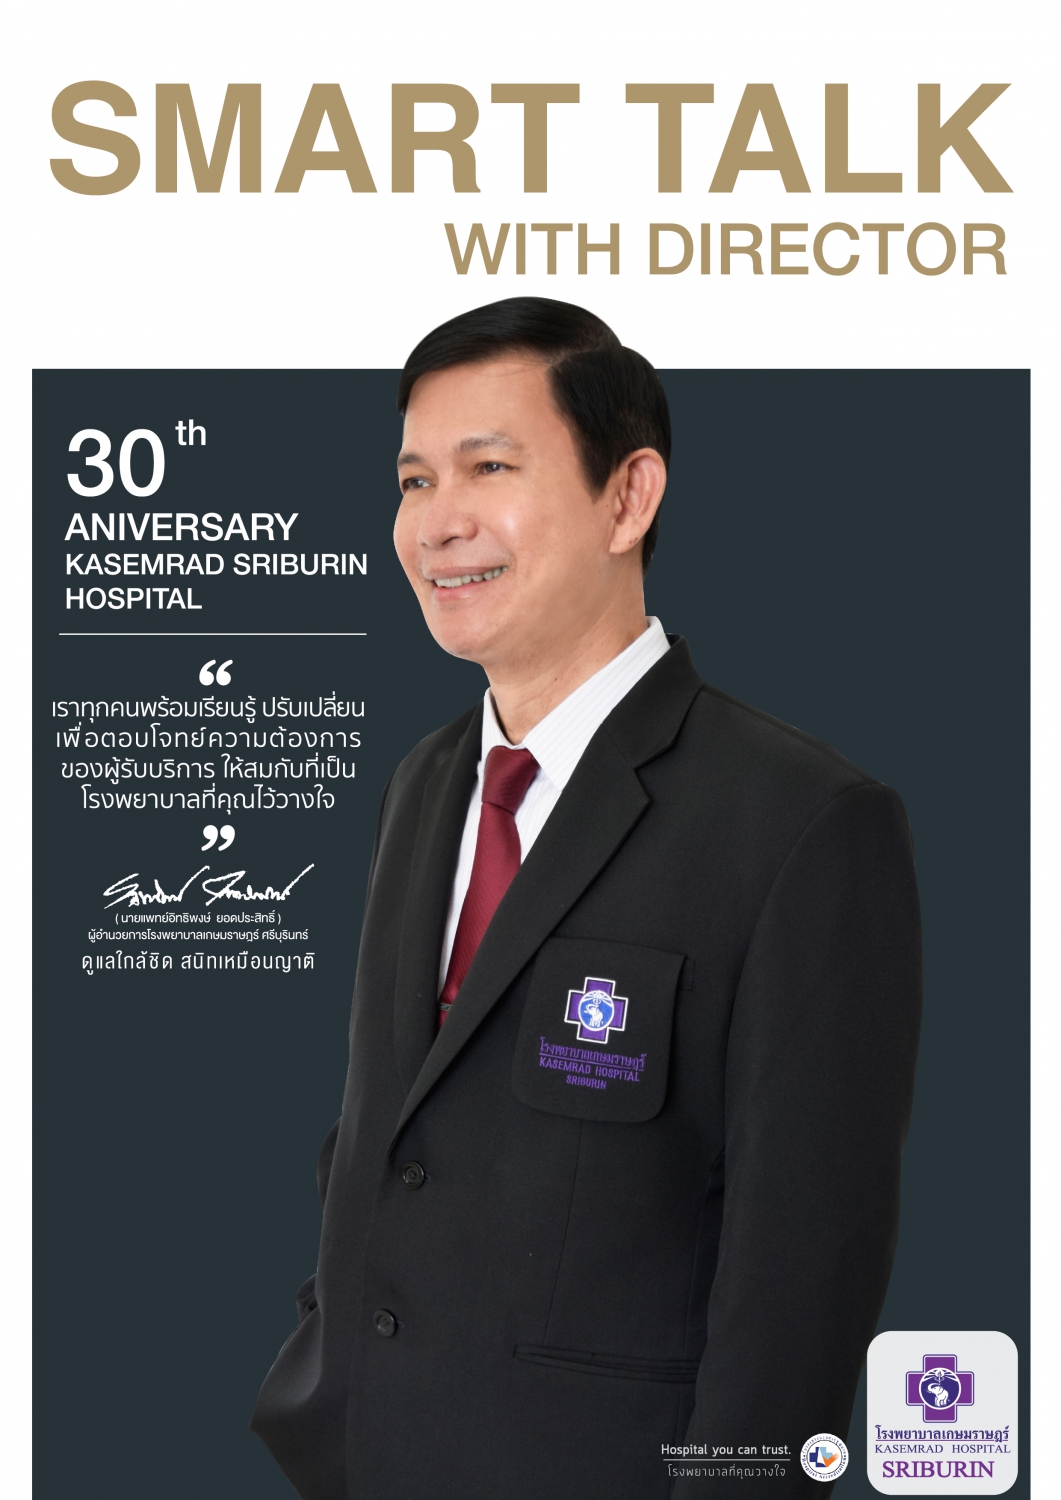 SMART TALK
WITH DIRECTOR
30th
ANIVERSARY
KASEMRAD SRIBURIN
HOSPITAL
“
เราทุกคนพร้อมเรียนรู้ ปรับเปลี่ยน
เพื่อตอบโจทย์ความต้องการ
ของผู้รับบริการ ให้สมกับที่เป็น
โรงพยาบาลที่คุณไว้วางใจ
”
( นายแพทย์อิทธิพงษ์ ยอดประสิทธิ์ )
ผู้อำนวยการโรงพยาบาลเกษมราษฎร์ ศรีบุรินทร์
ดูแลใกล้ชิด สนิทเหมือนญาติ
โรงพยาบาลเกษมราษฎร์
KASEMRAD HOSPITAL
SRIBURIN
Hospital you can trust.
โรงพยาบาลที่คุณวางใจ
โรงพยาบาลเกษมราษฎร์
KASEMRAD HOSPITAL
SRIBURIN